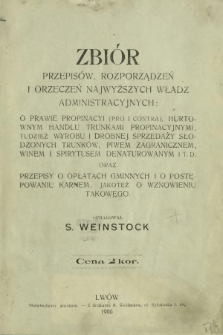 ZBIÓR
PRZEPISÓW, ROZPORZĄDZEŃ
I ORZECZEŃ NAJWYŻSZYCH WŁADZ
ADMINISTRACYJNYCH:
O PRAWIE PROPINACYI (PRO I CONTRA), HURTO-
WNYM HANDLU TRUNKAMI PROPINACYJNYMI,
TUDZIEŻ WYROBU I DROBNEJ SPRZEDAŻY SŁO-
DZONYCH TRUNKÓW, PIWEM ZAGRANICZNEM,
WINEM I SPIRYTUSEM DENATUROWANYM I T. D.
ORAZ
PRZEPISY O OPŁATACH GMINNYCH I O POSTĘ-
POWANIU KARNEM, JAKOTEŻ O WZNOWIENIU
TAKOWEGO.
OPRACOWAŁ
S. WEINSTOCK
Cena 2 kor.
LWÓW
1906